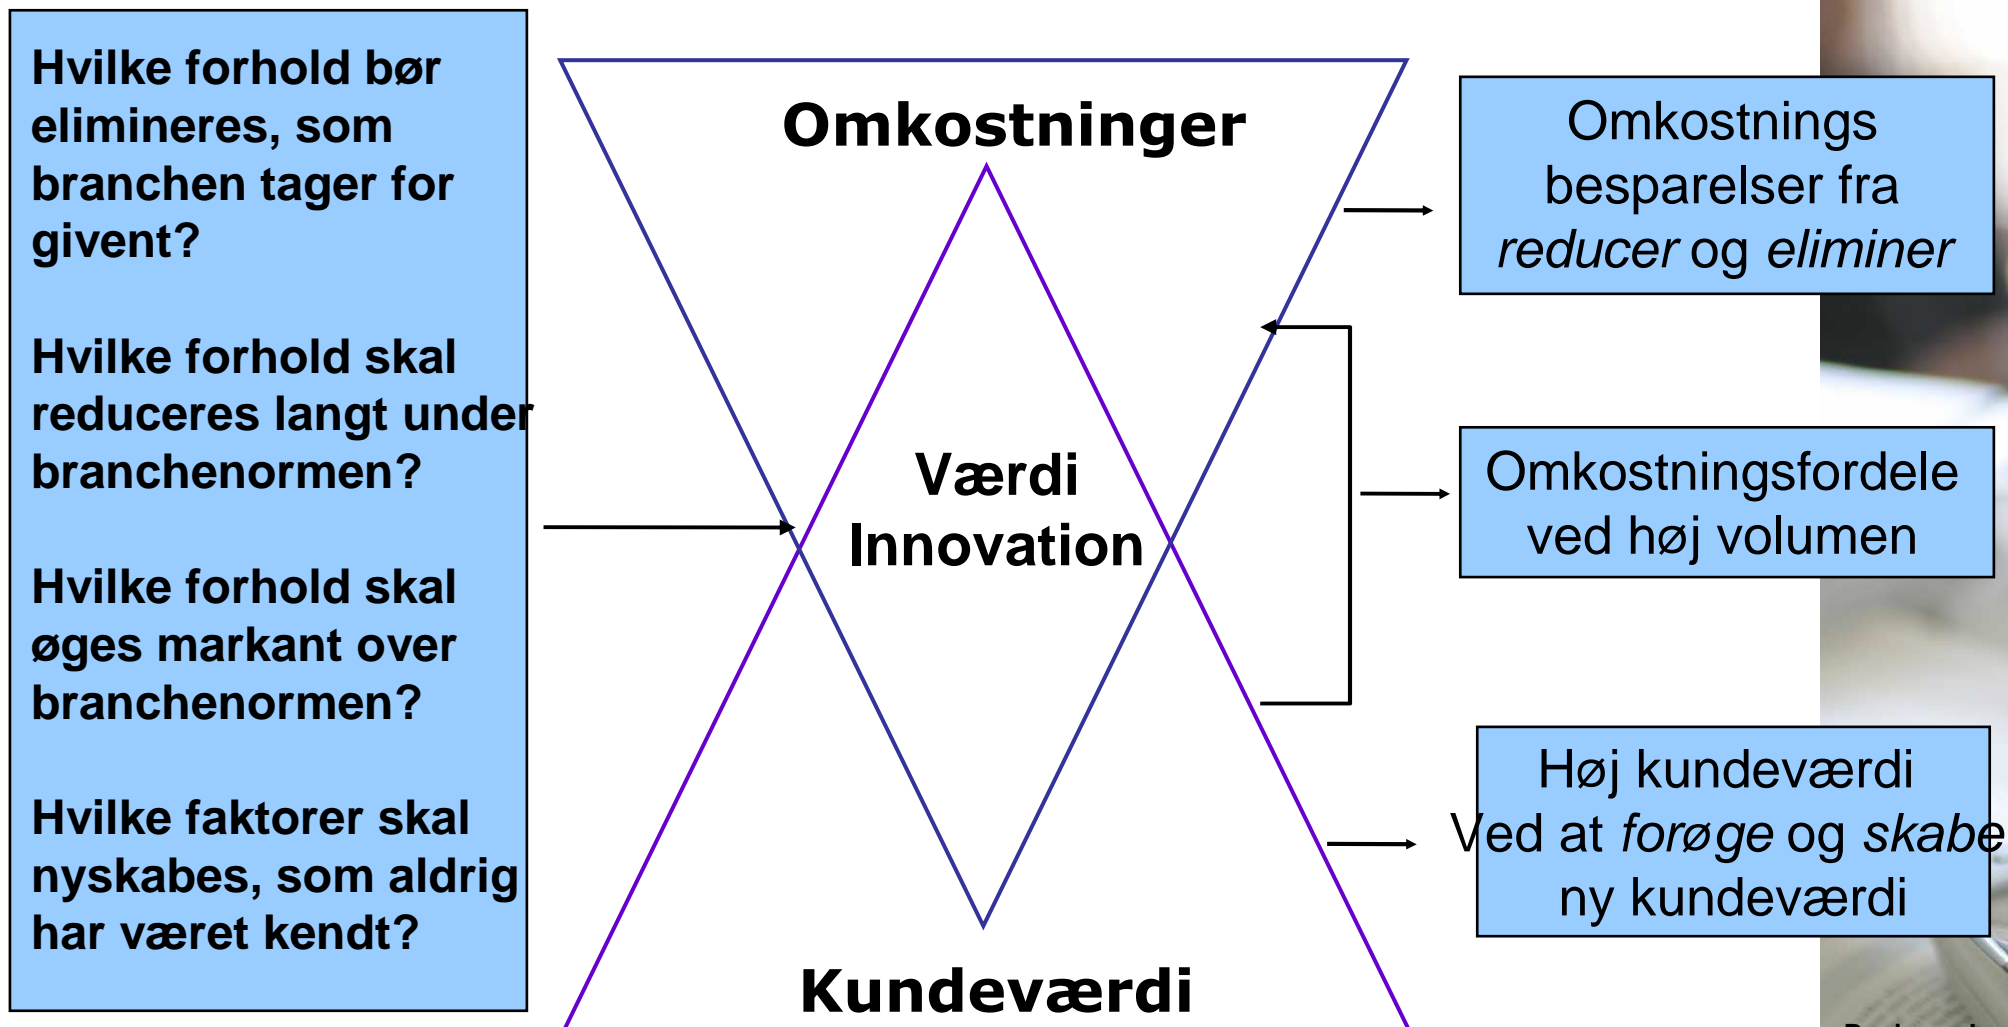 Hvilke forhold bør
elimineres, som
branchen tager for
givent?
Hvilke forhold skal
reduceres langt under
branchenormen?
Hvilke forhold skal
øges markant over
branchenormen?
Hvilke faktorer skal
nyskabes, som aldrig
har været kendt?
Omkostninger
Værdi
Innovation
Kundeværdi
Omkostnings
besparelser fra
reducer og eliminer
Omkostningsfordele
ved høj volumen
Høj kundeværdi
Ved at forøge og skabe
ny kundeværdi